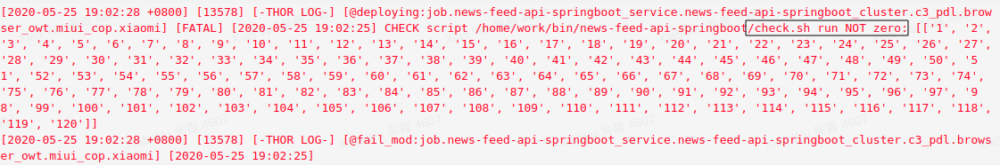 [2020-05-25 19:02:28 +0800] [13578] [-THOR LOG-] [@deploying:job.news-feed-api-springboot_service.news-feed-api-springboot_cluster.c3_pdl.brow
ser_owt.miui_cop.xiaomi] [FATAL] [2020-05-25 19:02:25] CHECK script /home/work/bin/news-feed-api-springboot/check.sh run NOT zero: [['1', '2',
'3', '4', '5', '6', '7', '8', '9', '10', '11', '12', '13', '14', '15', '16', '17', '18', '19', '20', '21', '22', '23', '24', '25', '26', '27',
'28', '29', '30', '31', '32', '33', '34', '35', '36', '37', '38', '39', '40', '41', '42', '43', '44', '45', '46', '47', '48', '49', '50', '5
1', '52', '53', '54', '55', '56', '57', '58', '59', '60', '61', '62', '63', '64', '65', '66', '67', '68', '69', '70', '71', '72', '73', '74',
'75', '76', '77', '78', '79', '80', '81', '82', '83', '84', '85', '86', '87', '88', '89', '90', '91', '92', '93', '94', '95', '96', '97', '9
8', '99', '100', '101', '102', '103', '104', '105', '106', '107', '108', '109', '110', '111', '112', '113', '114', '115', '116', '117', '118',
'119', '120']]
[2020-05-25 19:02:28 +0800] [13578] [-THOR LOG-] [@fail_mod:job.news-feed-api-springboot_service.news-feed-api-springboot_cluster.c3_pdl.brows
er_owt.miui_cop.xiaomi] [2020-05-25 19:02:25]